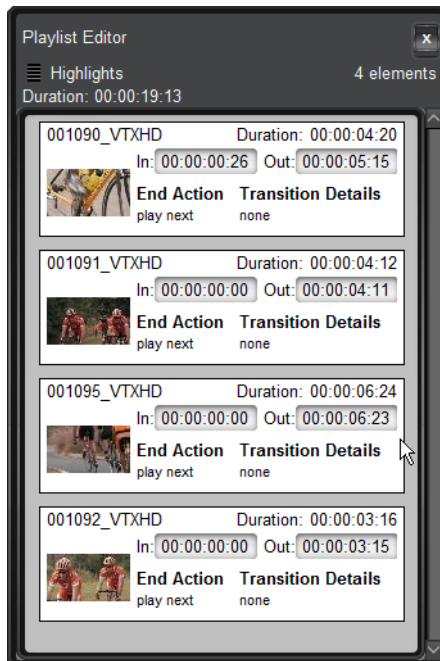 Playlist Editor
x
Highlights 4 elements
Duration: 00:00:19:13
001090_VTXHD Duration: 00:00:04:20
In: 00:00:00:26 Out: 00:00:05:15
End Action Transition Details
play next none
001091_VTXHD Duration: 00:00:04:12
In: 00:00:00:00 Out: 00:00:04:11
End Action Transition Details
play next none
001095_VTXHD Duration: 00:00:06:24
In: 00:00:00:00 Out: 00:00:06:23
End Action Transition Details
play next none
001092_VTXHD Duration: 00:00:03:16
In: 00:00:00:00 Out: 00:00:03:15
End Action Transition Details
play next none